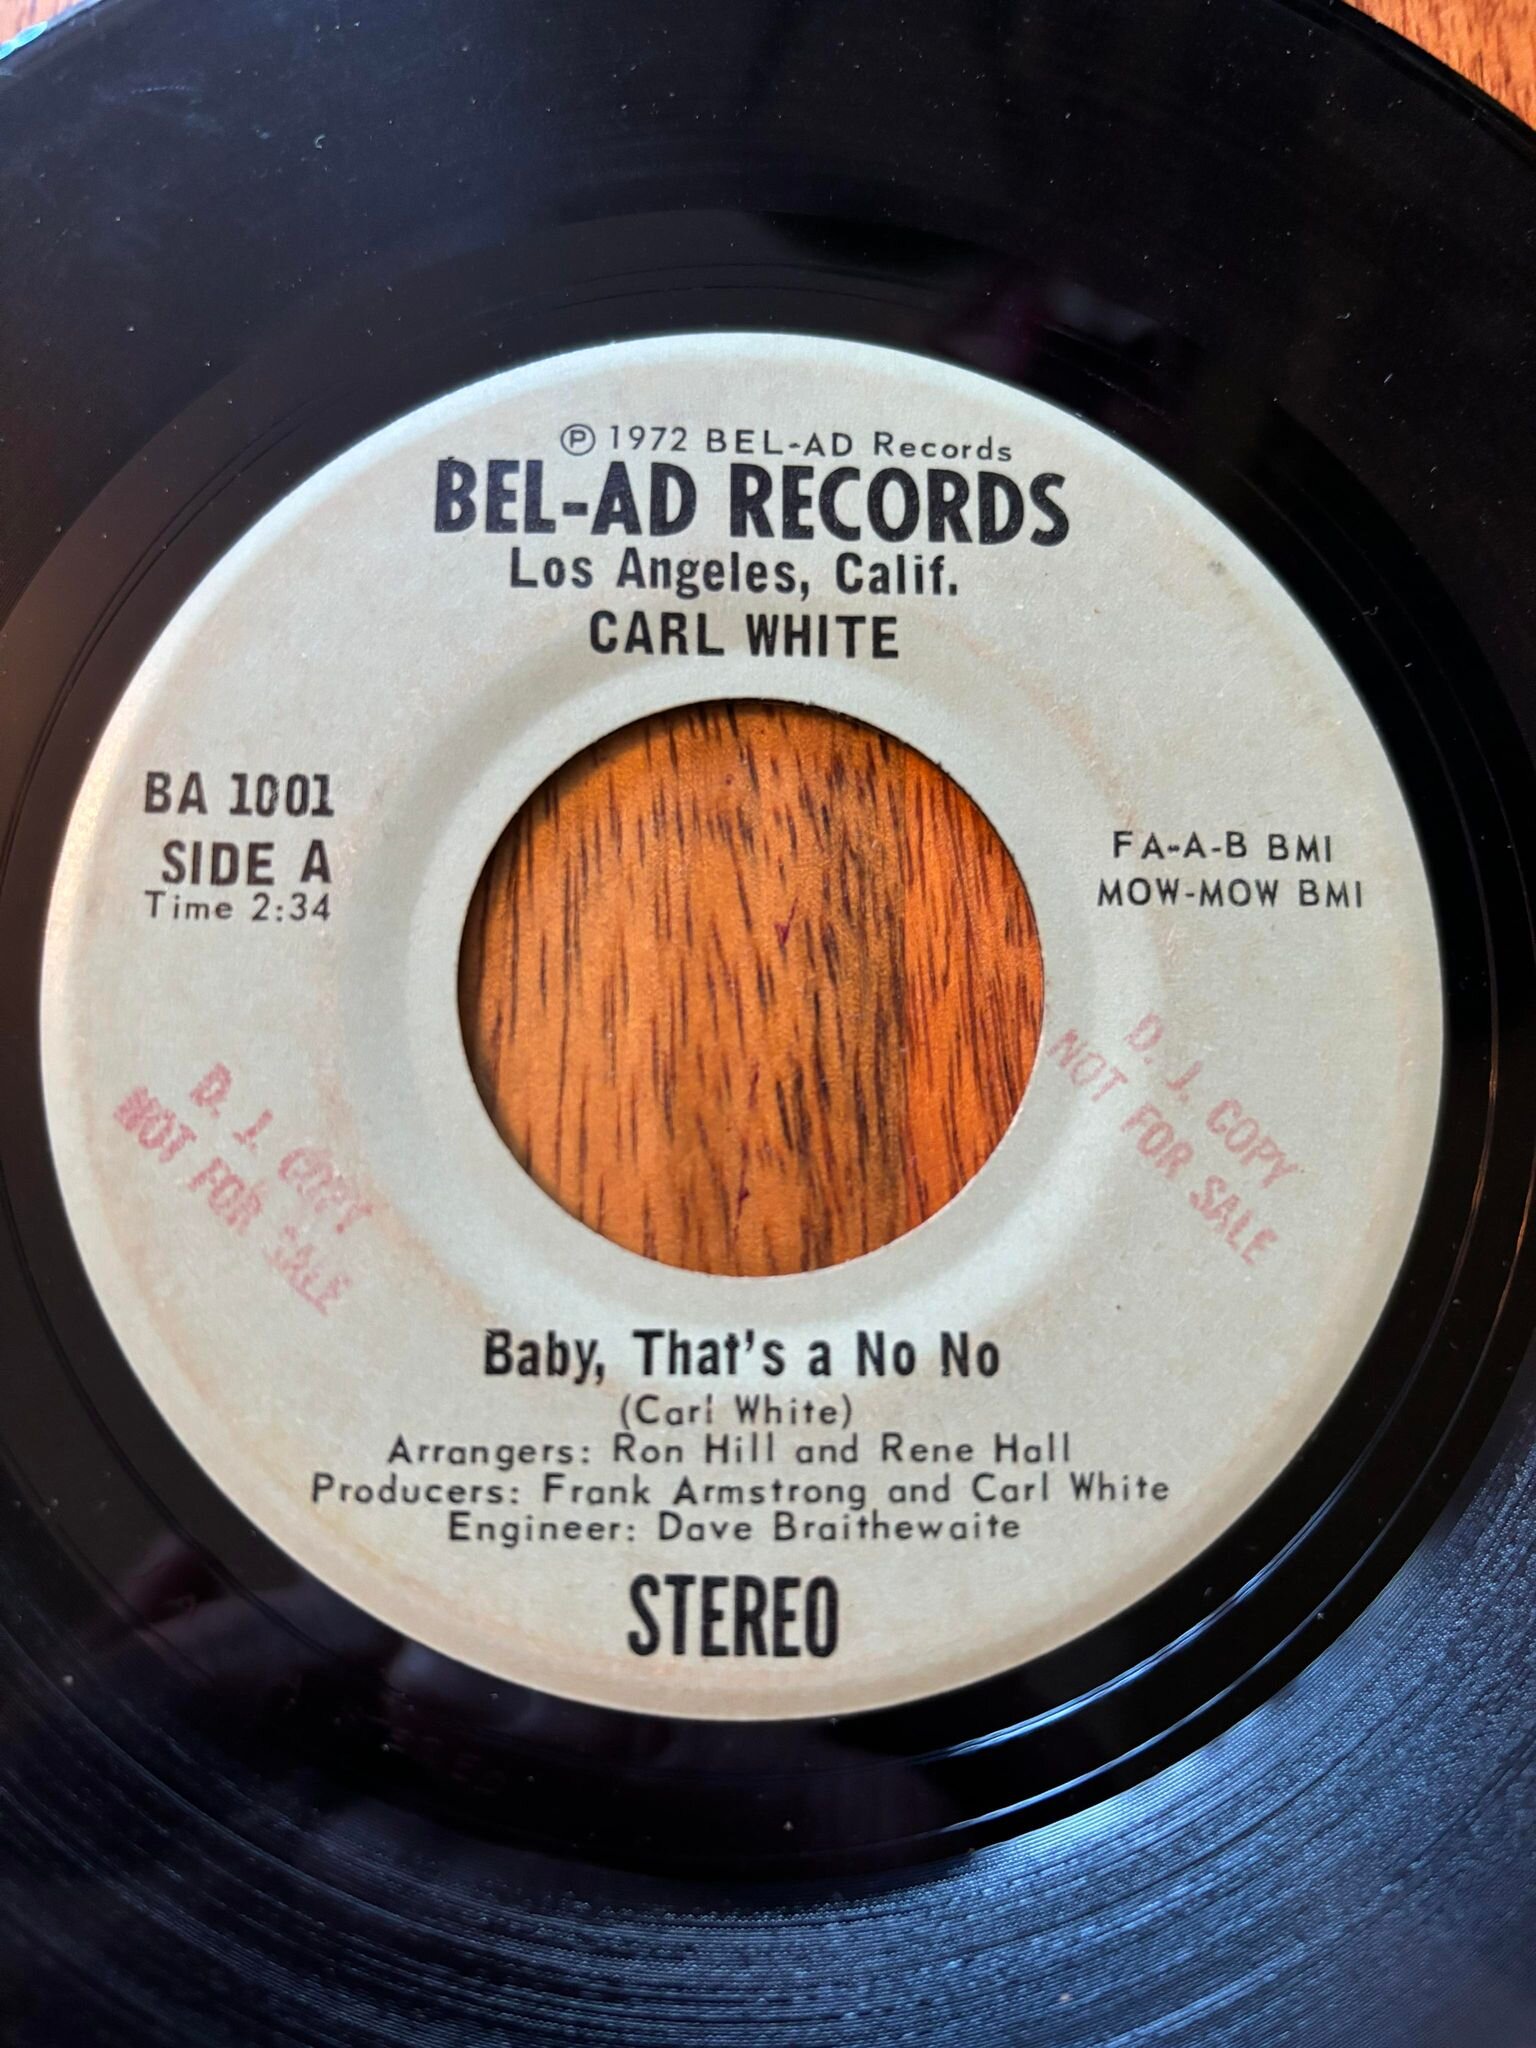 ℗ 1972 BEL-AD Records
BEL-AD RECORDS
Los Angeles, Calif.
CARL WHITE
BA 1001
SIDE A
Time 2:34
FA-A-B BMI
MOW-MOW BMI
D. J. COPY
NOT FOR SALE
D. J. COPY
NOT FOR SALE
Baby, That's a No No
(Carl White)
Arrangers: Ron Hill and Rene Hall
Producers: Frank Armstrong and Carl White
Engineer: Dave Braithewaite
STEREO